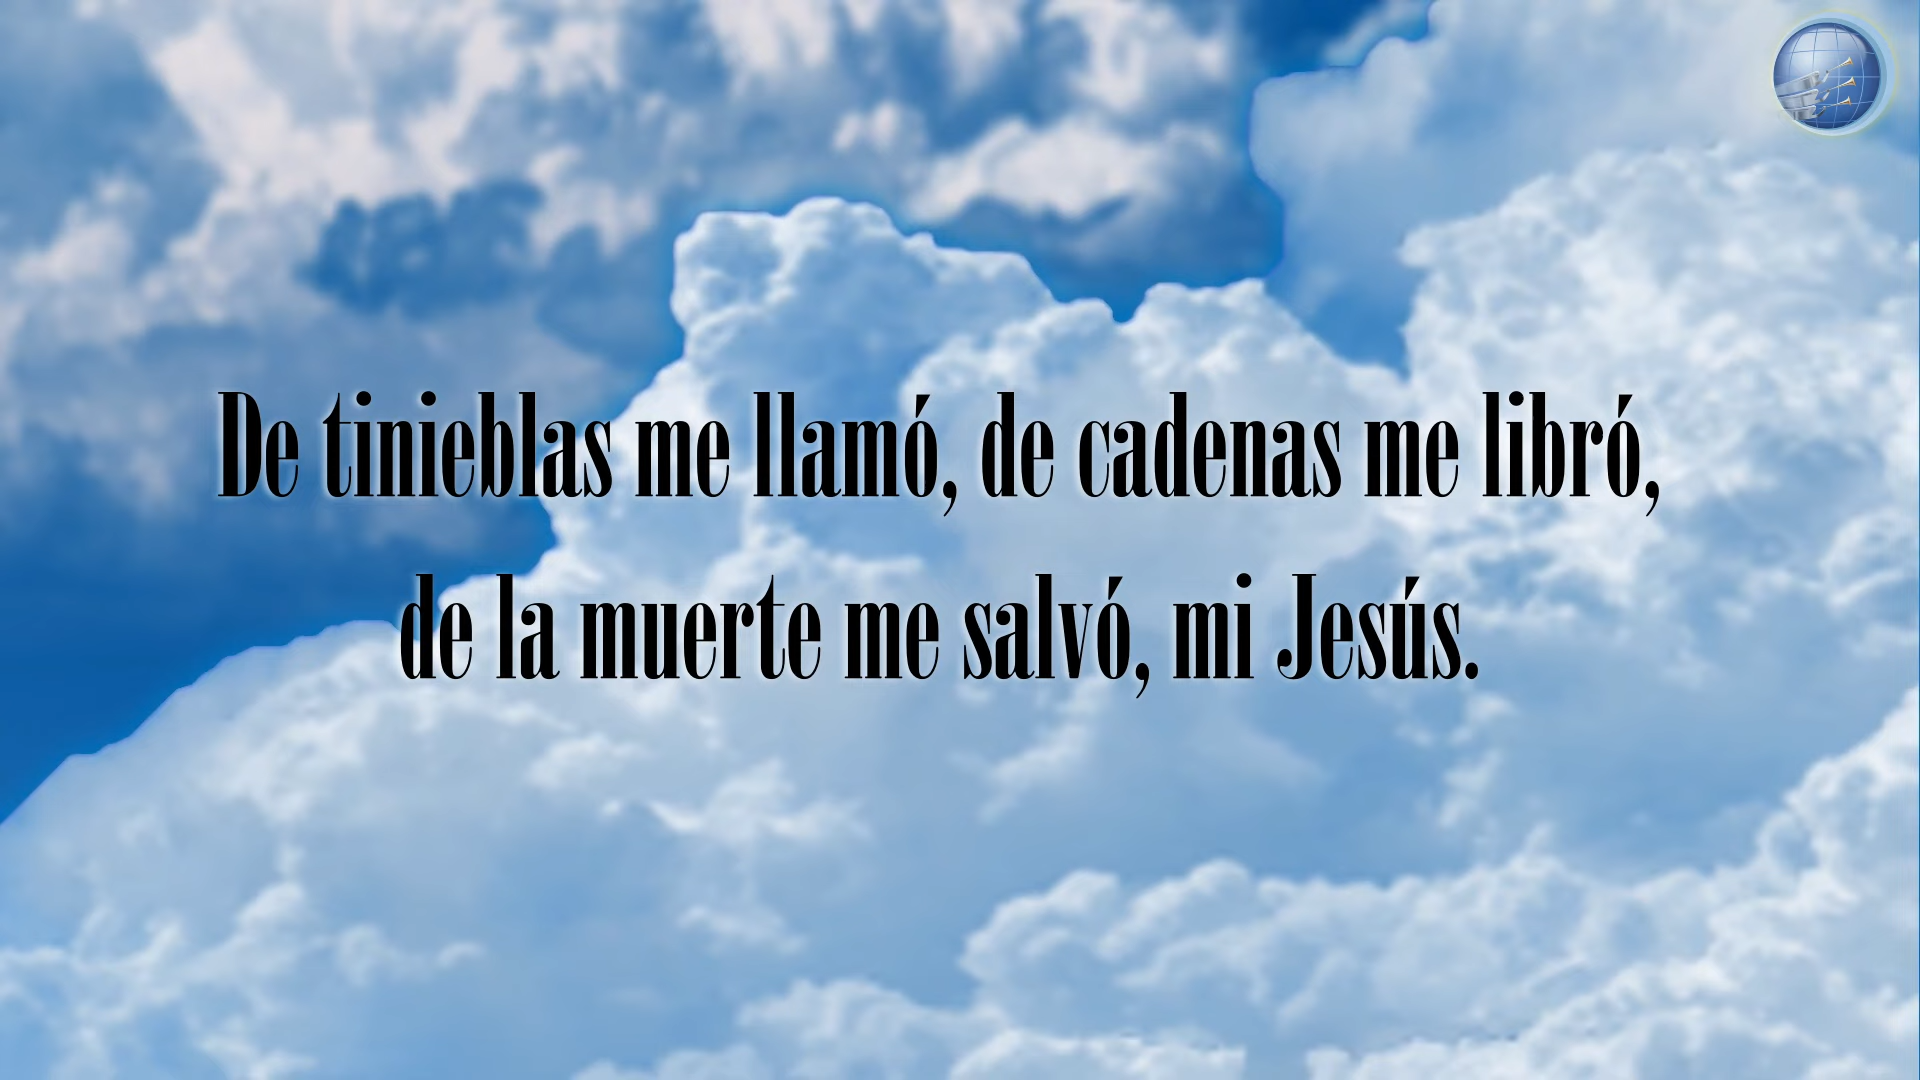 De tinieblas me llamó, de cadenas me libró,
de la muerte me salvó, mi Jesús.